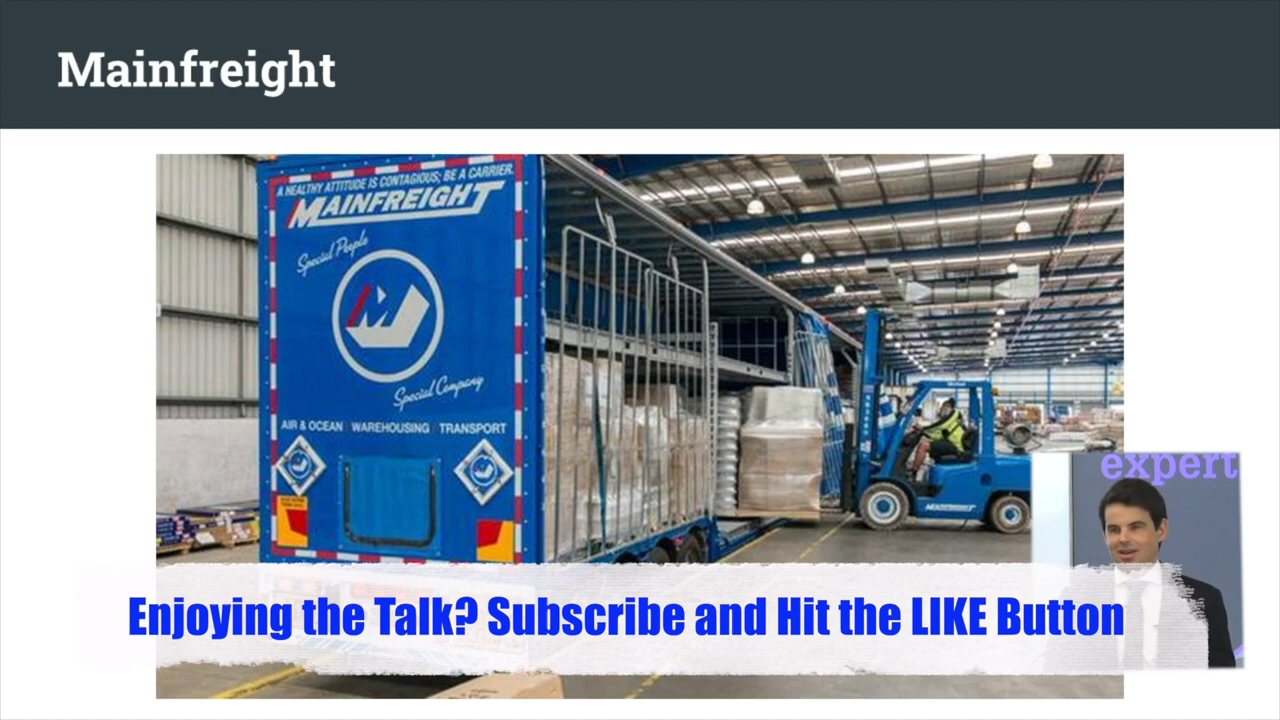 Mainfreight
A HEALTHY ATTITUDE IS CONTAGIOUS; BE A CARRIER.
MAINFREIGHT
Special People
Special Company
AIR & OCEAN WAREHOUSING TRANSPORT
MAINFREIGHT
expert
Enjoying the Talk? Subscribe and Hit the LIKE Button